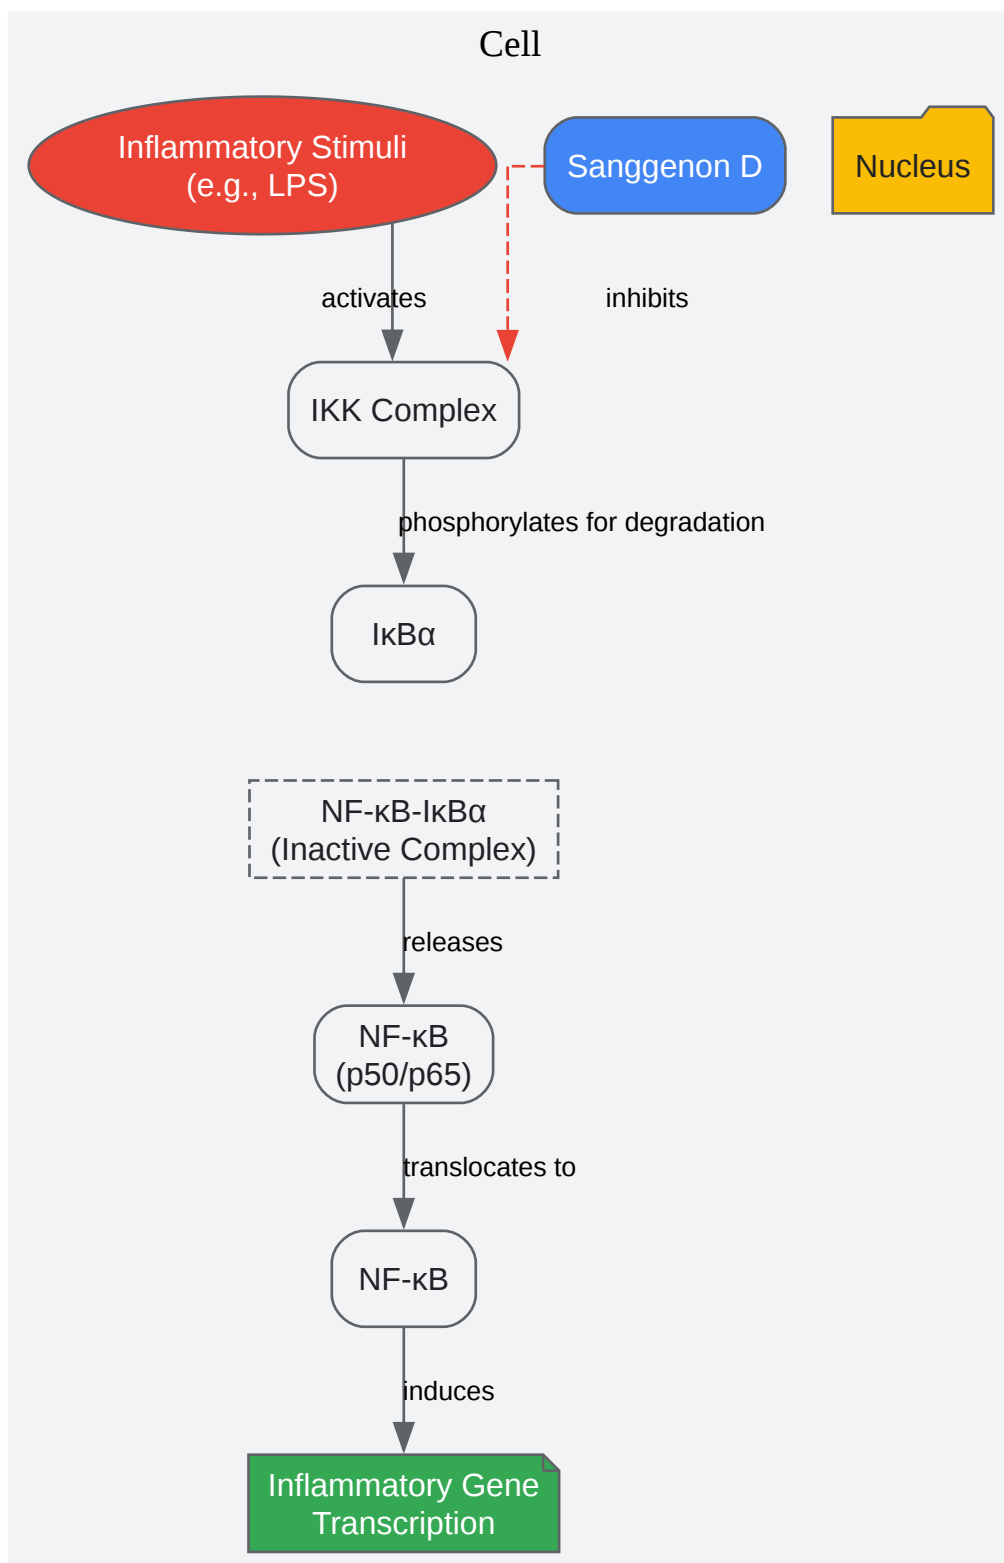 Cell
Inflammatory Stimuli
(e.g., LPS)
Sanggenon D
Nucleus
activates
inhibits
IKK Complex
phosphorylates for degradation
IκBα
NF-κB-IκBα
(Inactive Complex)
releases
NF-κB
(p50/p65)
translocates to
NF-κB
induces
Inflammatory Gene
Transcription